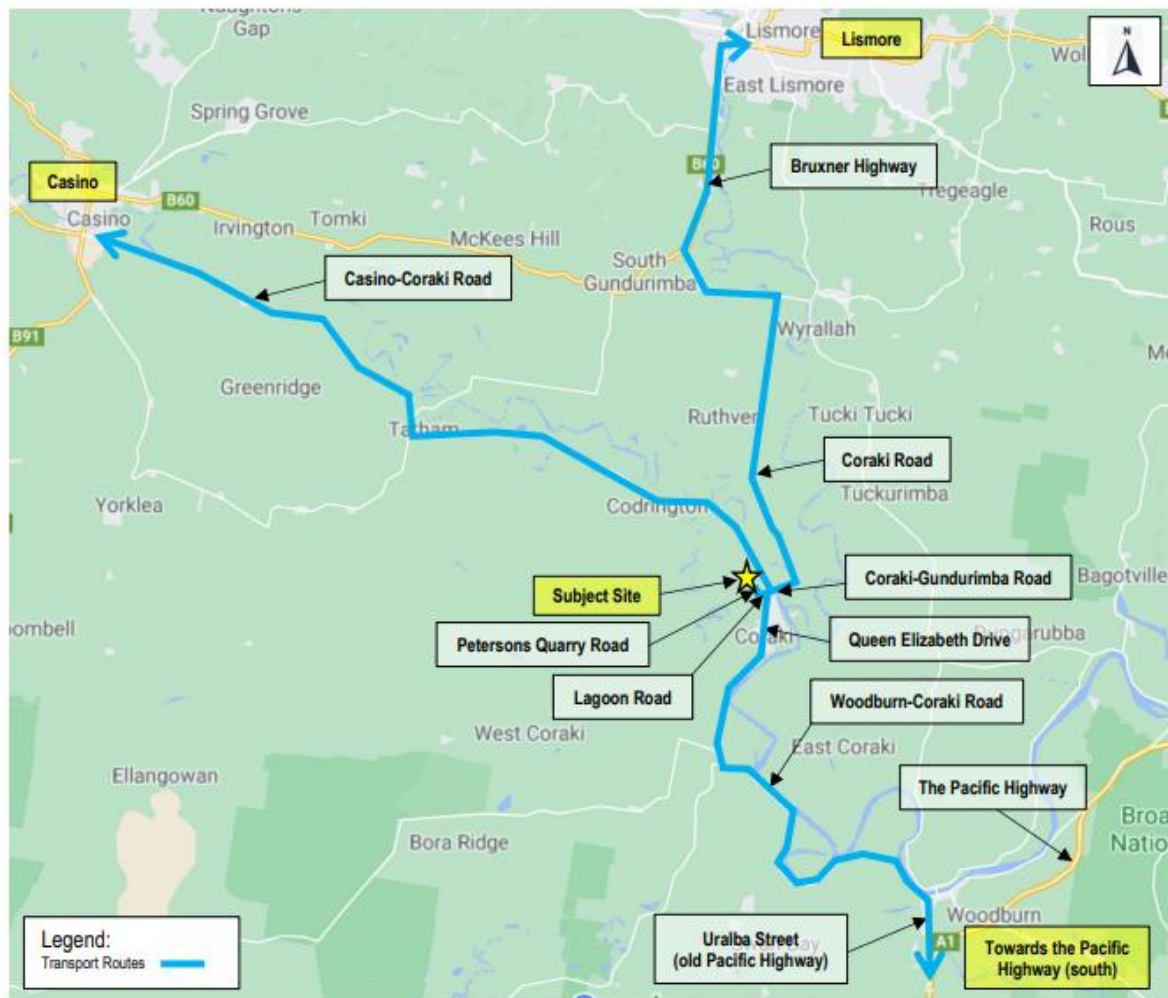 Gap
Lismore
Lismore
N
East Lismore
Spring Grove
Bruxner Highway
B60
Casino
B60
Tregeagle
Casino
Irvington
Tomki
McKees Hill
Rous
South
Gundurimba
Casino-Coraki Road
B91
Wyrallah
Greenridge
Ruthven
Tucki Tucki
Tatham
Coraki Road
Tuckurimba
Yorklea
Codrington
Subject Site
Coraki-Gundurimba Road
Bagotville
Petersons Quarry Road
Coraki
Queen Elizabeth Drive
Lagoon Road
Woodburn-Coraki Road
West Coraki
East Coraki
Ellangowan
The Pacific Highway
Bora Ridge
Legend:
Transport Routes
Uralba Street
(old Pacific Highway)
Woodburn
A1
Towards the Pacific
Highway (south)